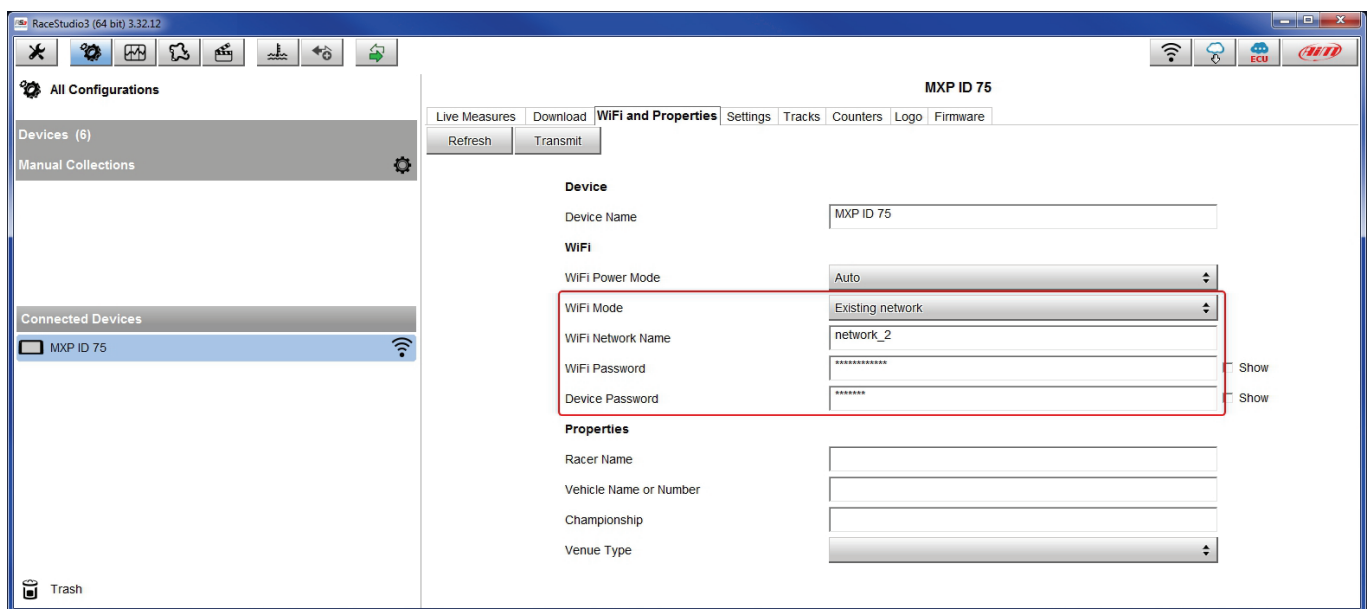 RaceStudio3 (64 bit) 3.32.12
ECU
AiM
All Configurations
MXP ID 75
Live Measures Download WiFi and Properties Settings Tracks Counters Logo Firmware
Devices (6)
Refresh Transmit
Manual Collections
Device
Device Name MXP ID 75
WiFi
WiFi Power Mode Auto
WiFi Mode Existing network
Connected Devices
WiFi Network Name network_2
MXP ID 75
WiFi Password ************ Show
Device Password ******* Show
Properties
Racer Name
Vehicle Name or Number
Championship
Venue Type
Trash